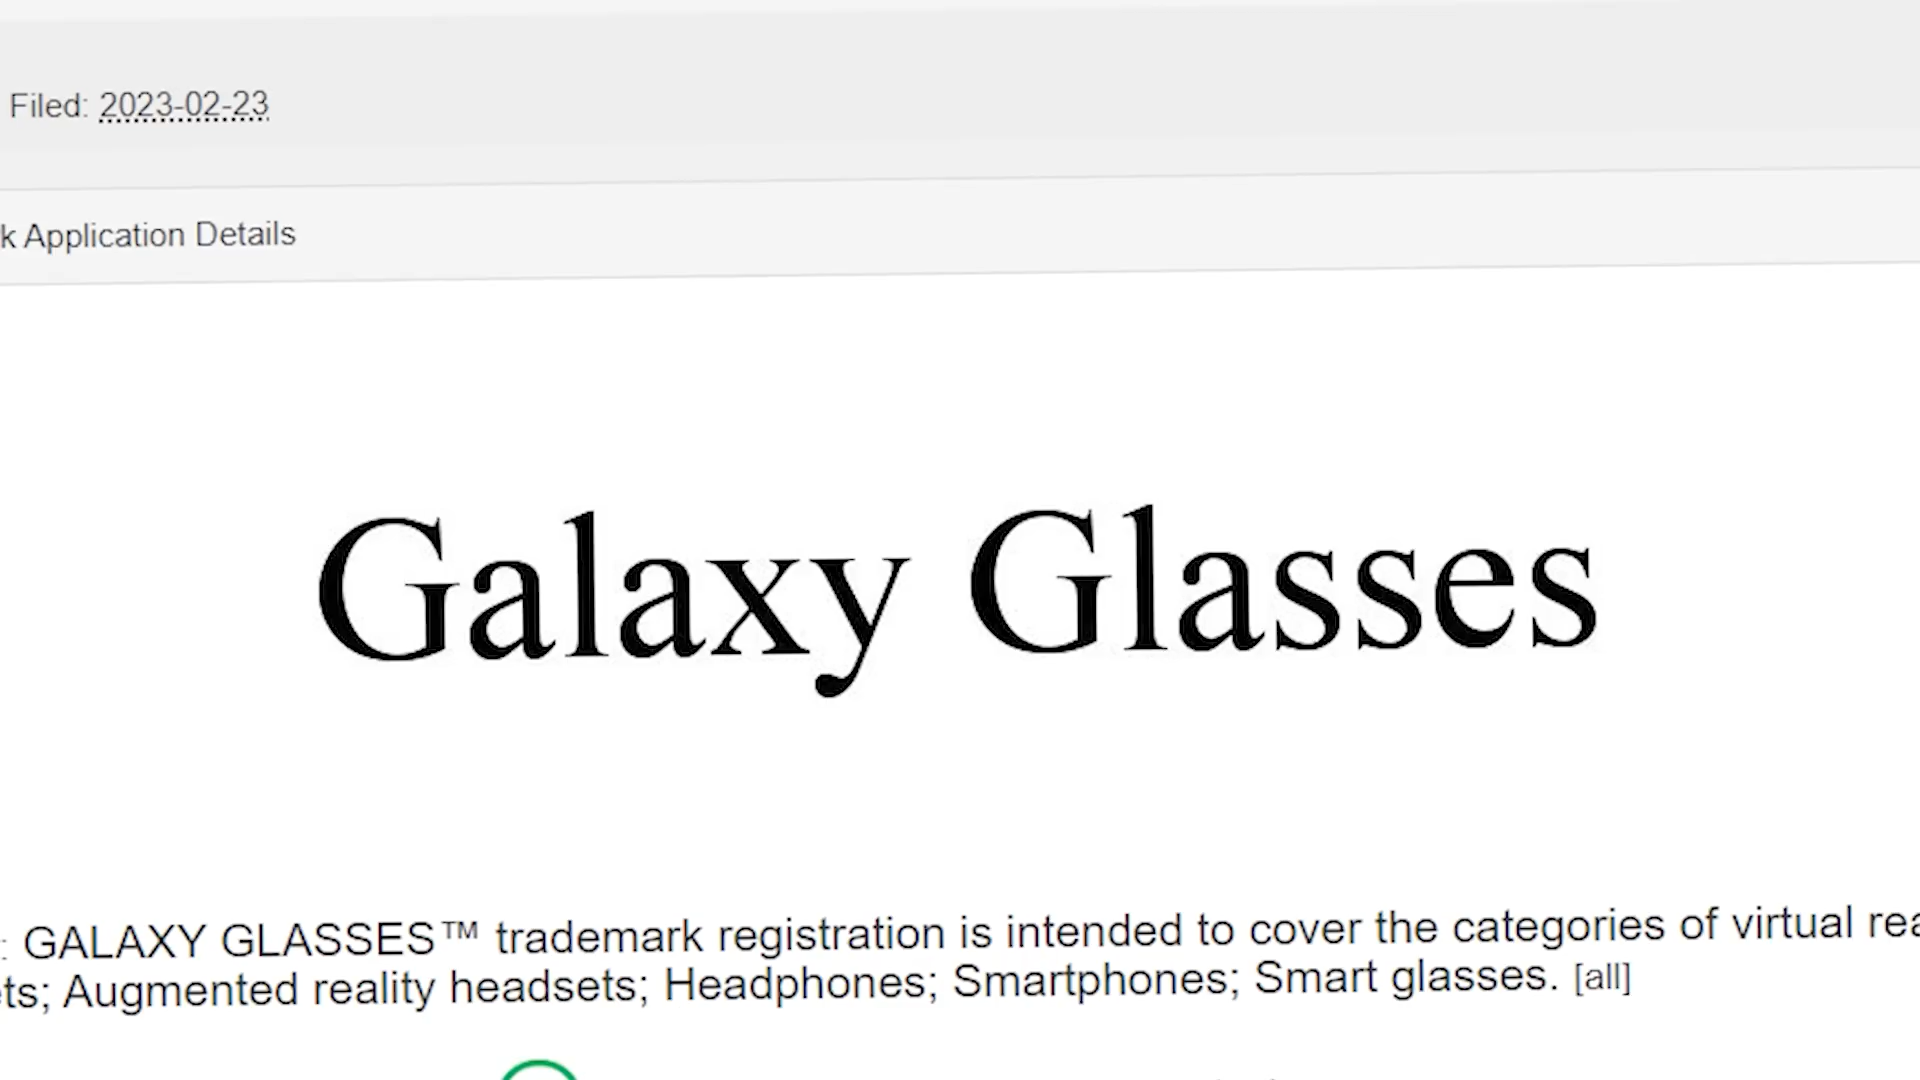 Filed: 2023-02-23
k Application Details
Galaxy Glasses
: GALAXY GLASSES™ trademark registration is intended to cover the categories of virtual rea
ets; Augmented reality headsets; Headphones; Smartphones; Smart glasses. [all]